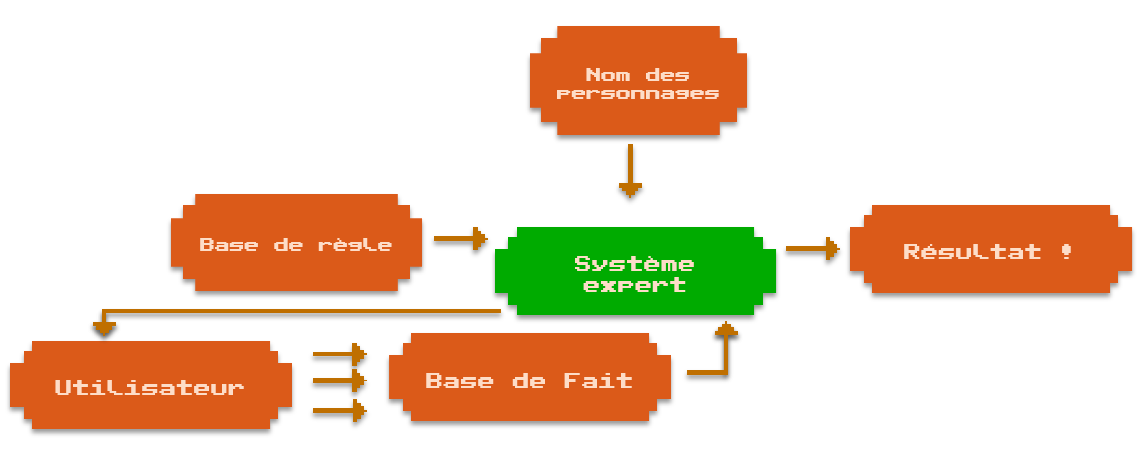 Nom des
personnages
Base de règle
Système
expert
Résultat !
Utilisateur
Base de Fait